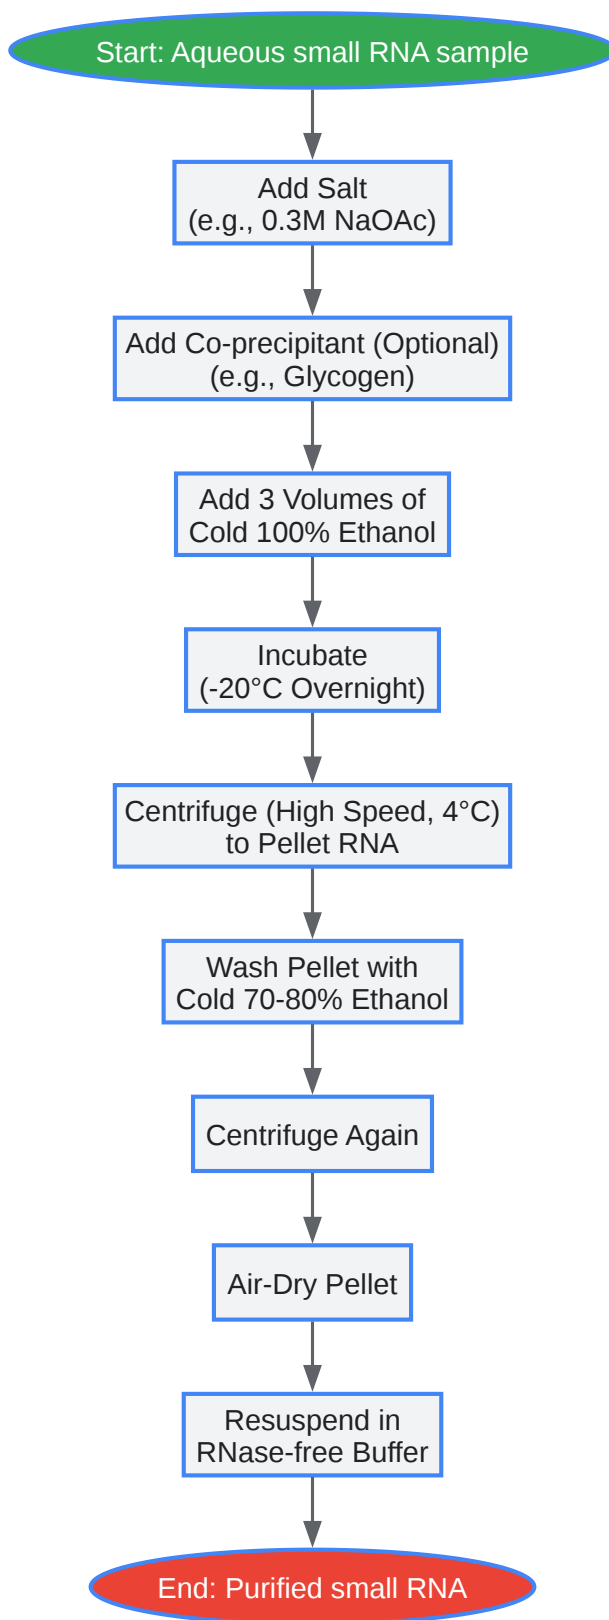 Start: Aqueous small RNA sample
Add Salt
(e.g., 0.3M NaOAc)
Add Co-precipitant (Optional)
(e.g., Glycogen)
Add 3 Volumes of
Cold 100% Ethanol
Incubate
(-20°C Overnight)
Centrifuge (High Speed, 4°C)
to Pellet RNA
Wash Pellet with
Cold 70-80% Ethanol
Centrifuge Again
Air-Dry Pellet
Resuspend in
RNase-free Buffer
End: Purified small RNA